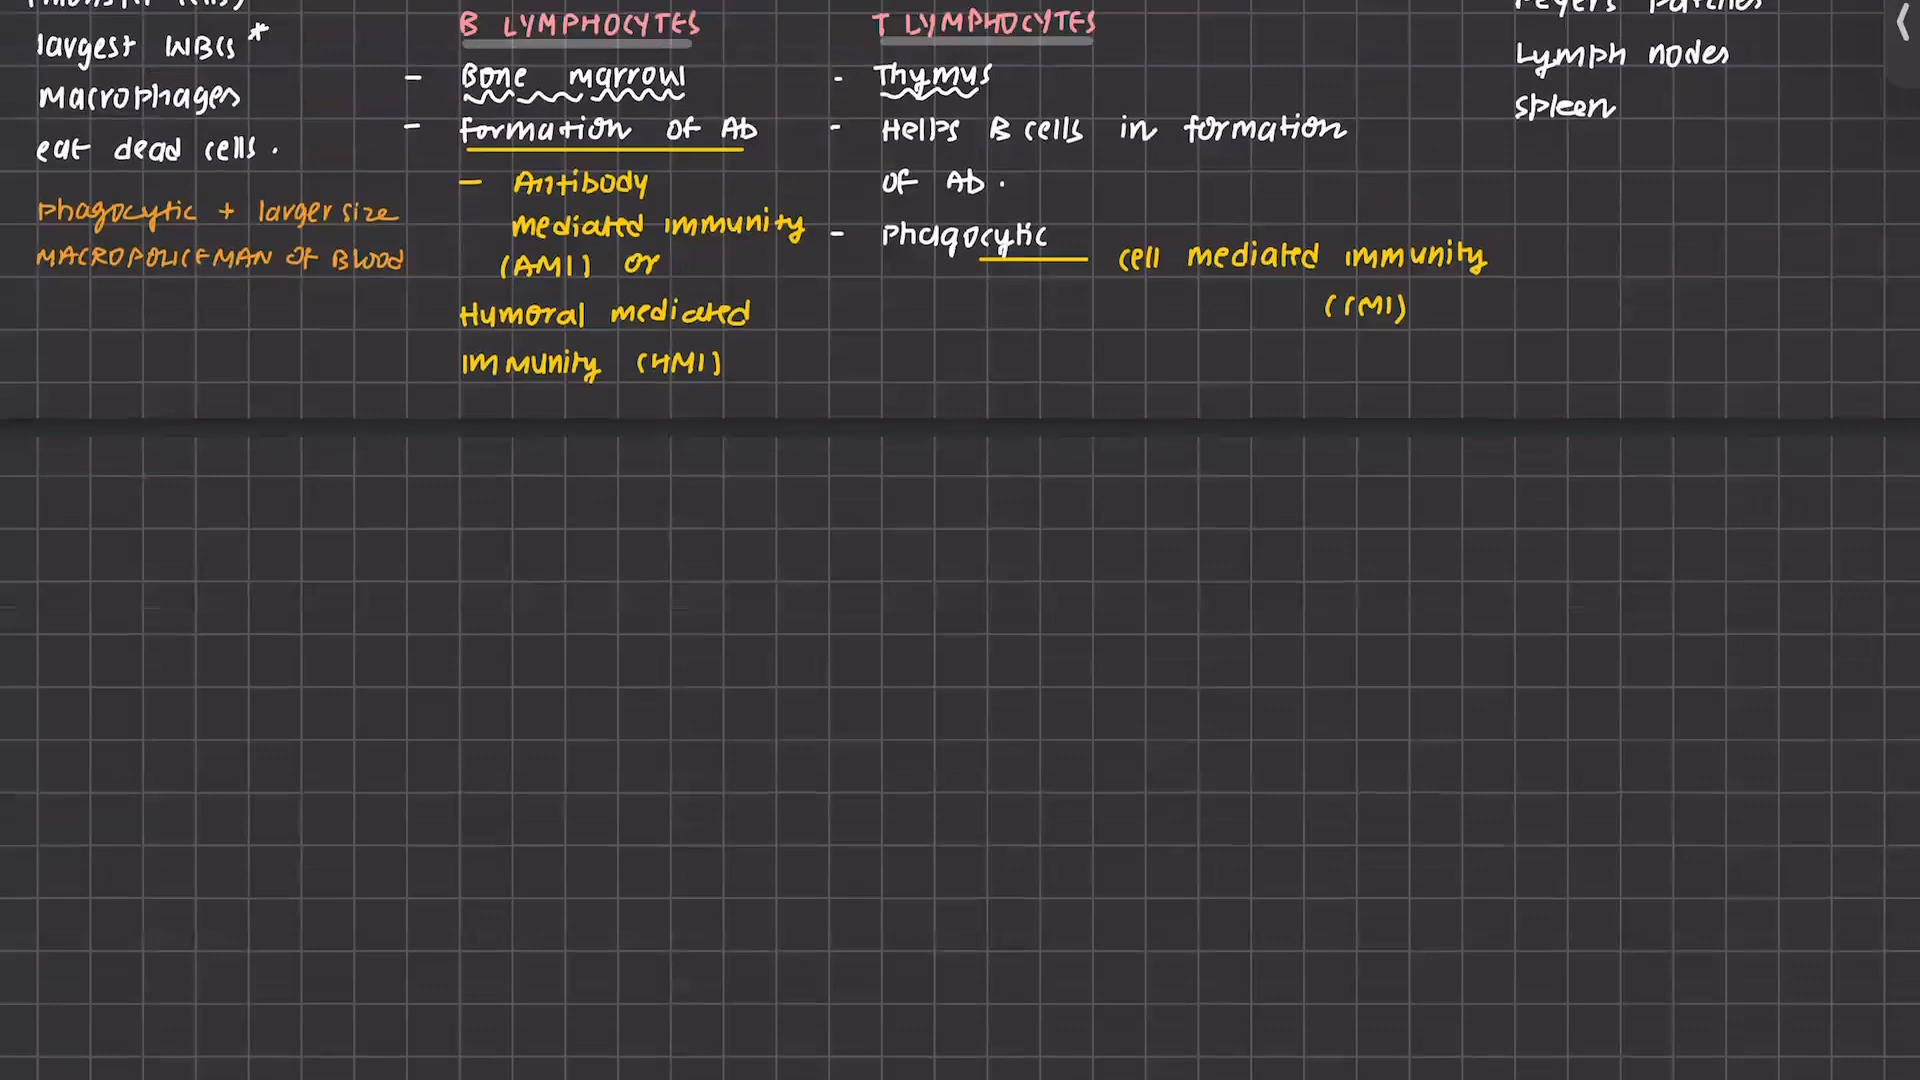 largest WBCs *
Macrophages
eat dead cells.
Phagocytic + larger size
MACROPOLICEMAN OF BLOOD
B LYMPHOCYTES
- Bone marrow
- formation of Ab
- Antibody
mediated immunity
(AMI) or
Humoral mediated
immunity (HMI)
T LYMPHOCYTES
- Thymus
- Helps B cells in formation
of Ab.
- Phagocytic
cell mediated immunity
(CMI)
Peyer's patches
Lymph nodes
spleen